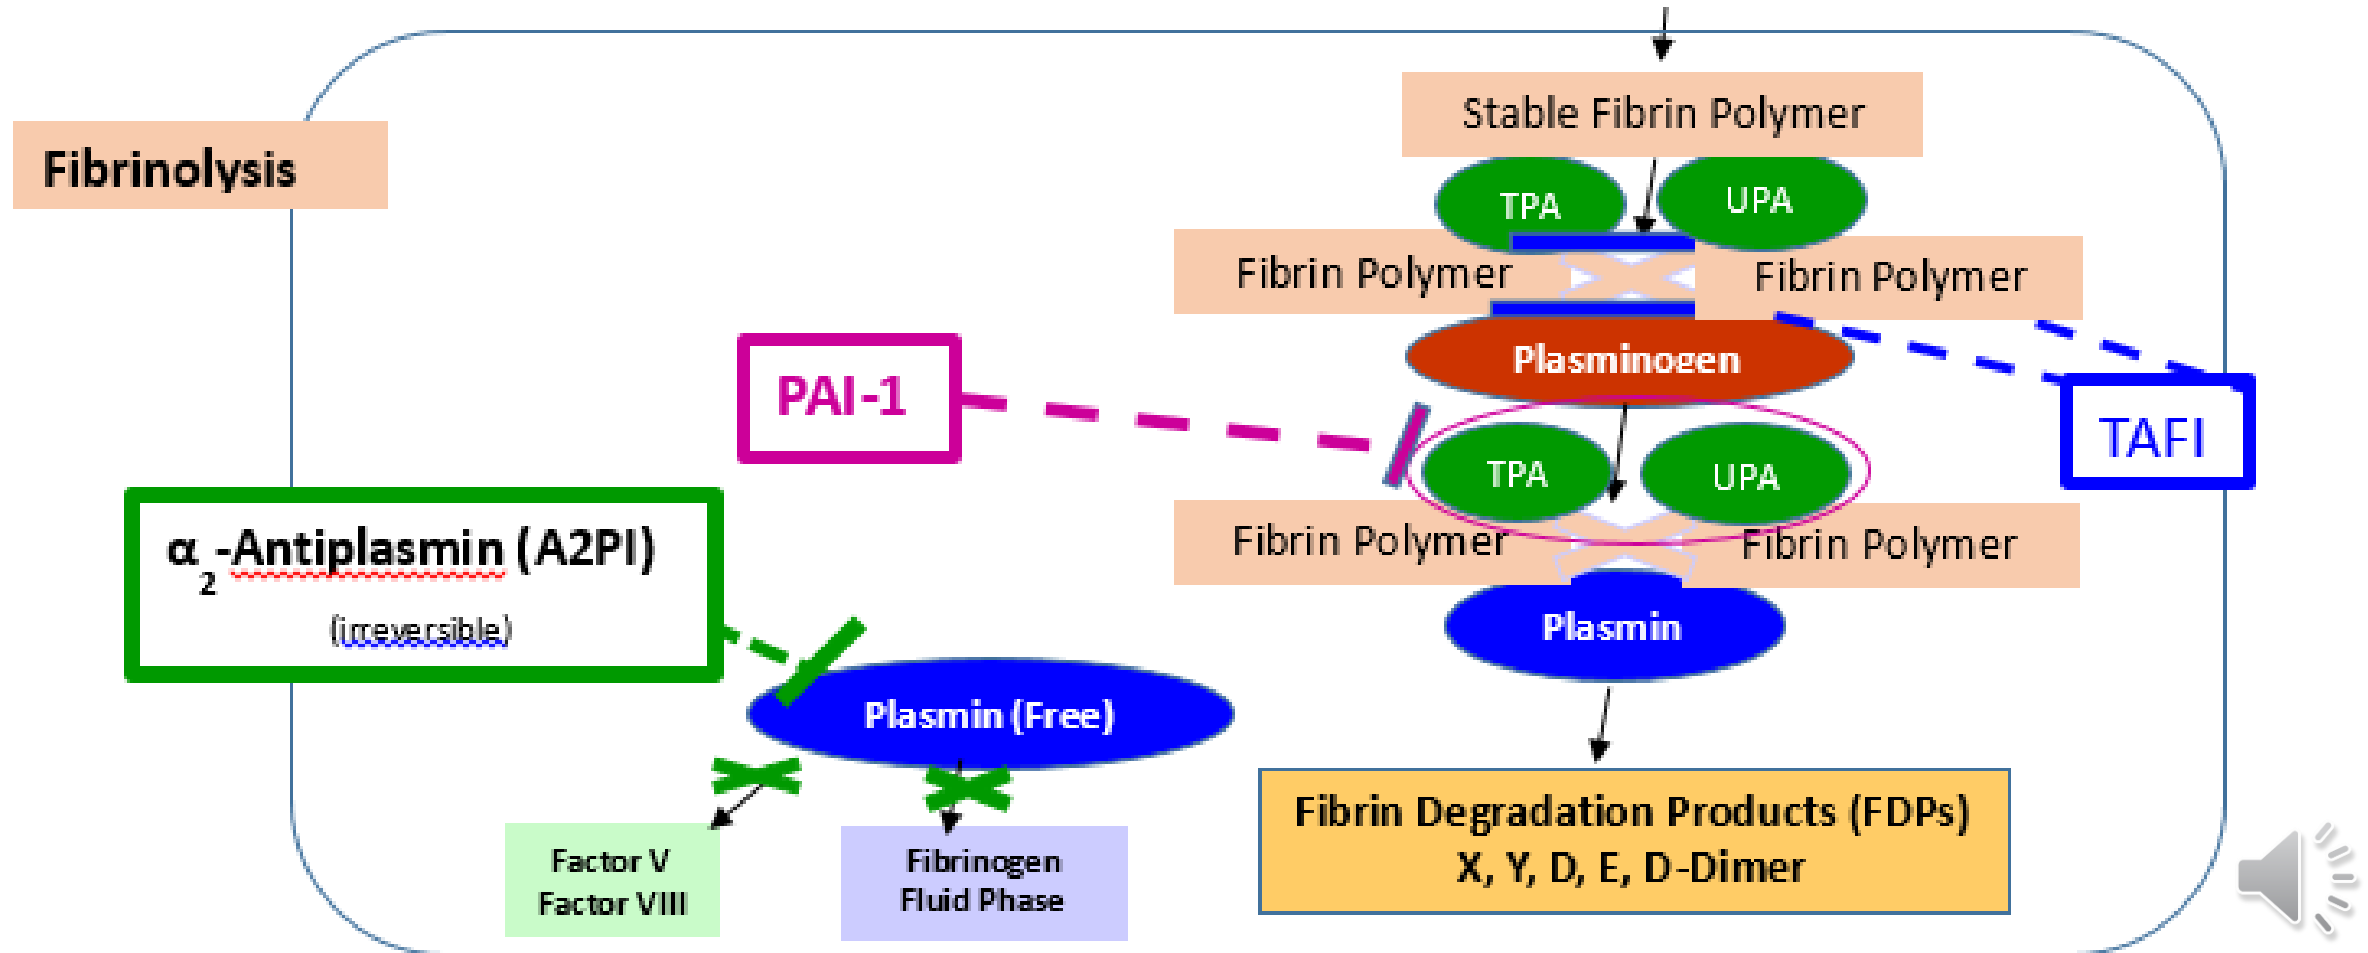 Stable Fibrin Polymer
Fibrinolysis
TPA
UPA
Fibrin Polymer
Fibrin Polymer
Plasminogen
PAI-1
TAFI
TPA
UPA
Fibrin Polymer
Fibrin Polymer
α₂-Antiplasmin (A2PI)
(irreversible)
Plasmin
Plasmin (Free)
Fibrin Degradation Products (FDPs)
X, Y, D, E, D-Dimer
Factor V
Factor VIII
Fibrinogen
Fluid Phase